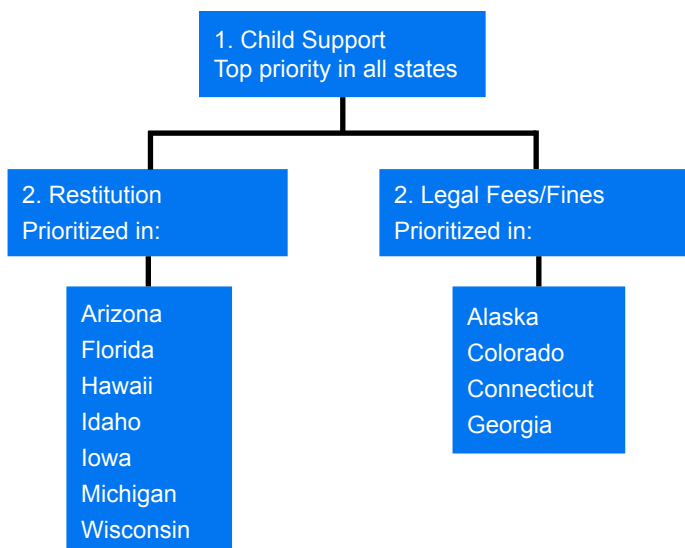 1. Child Support
Top priority in all states
2. Restitution
Prioritized in:
Arizona
Florida
Hawaii
Idaho
Iowa
Michigan
Wisconsin
2. Legal Fees/Fines
Prioritized in:
Alaska
Colorado
Connecticut
Georgia